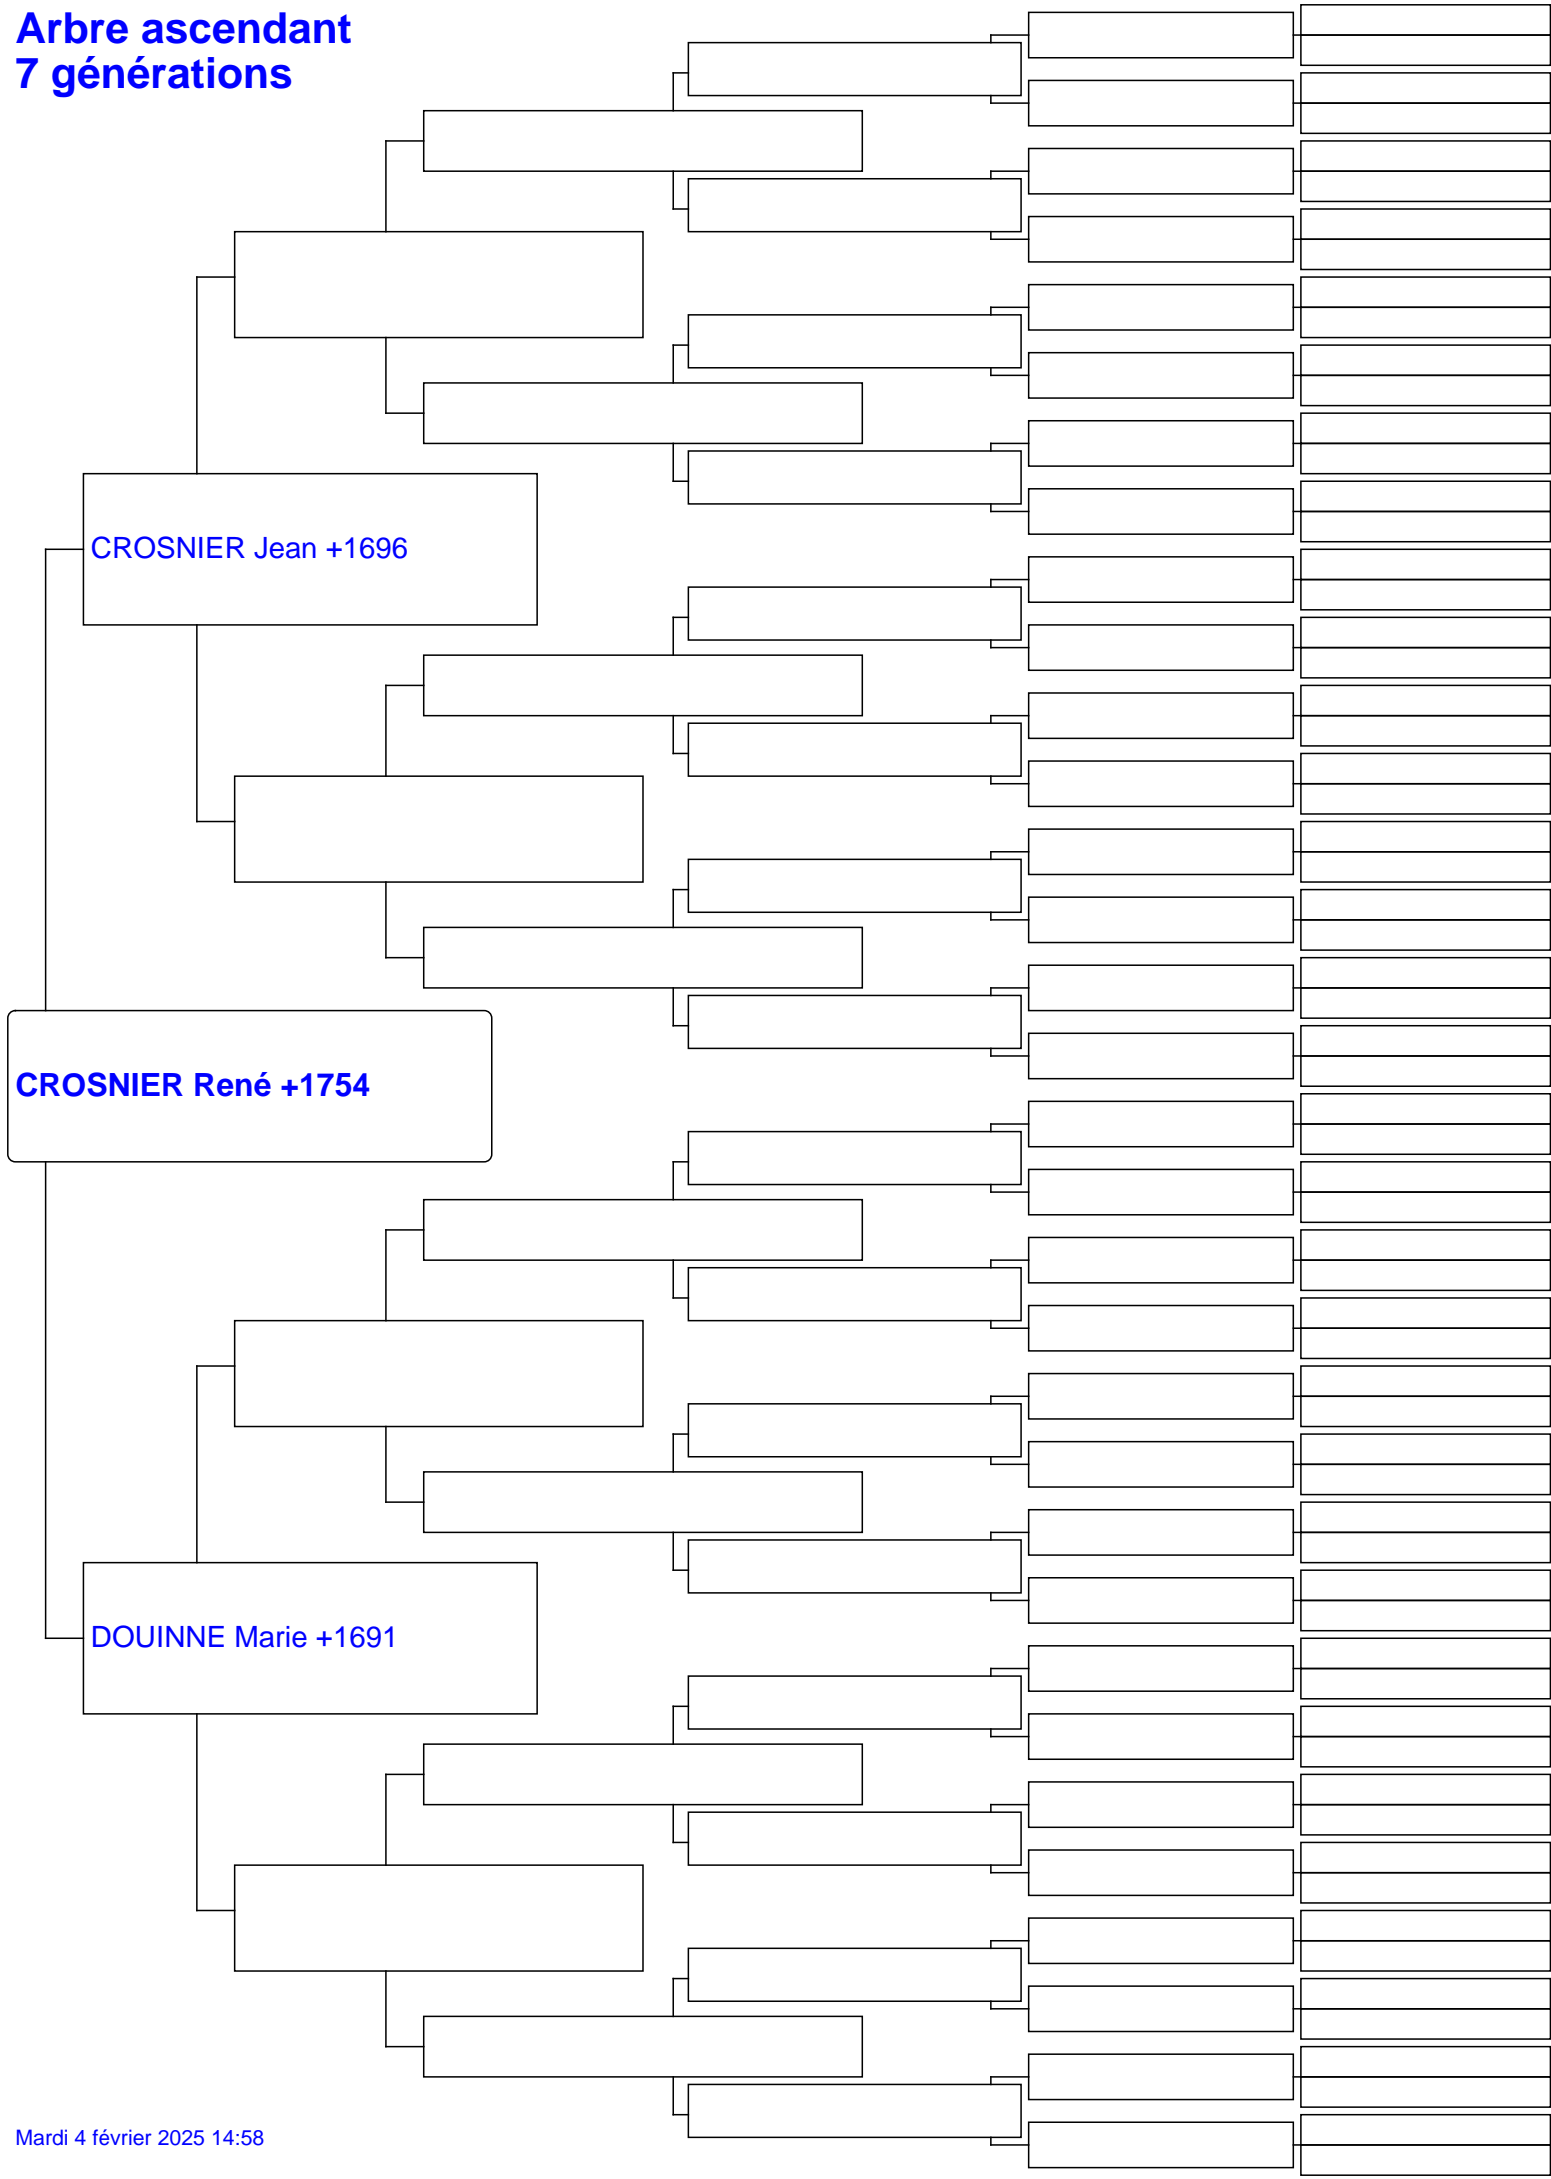 Arbre ascendant
7 générations
CROSNIER Jean +1696
CROSNIER René +1754
DOUINNE Marie +1691
Mardi 4 février 2025 14:58